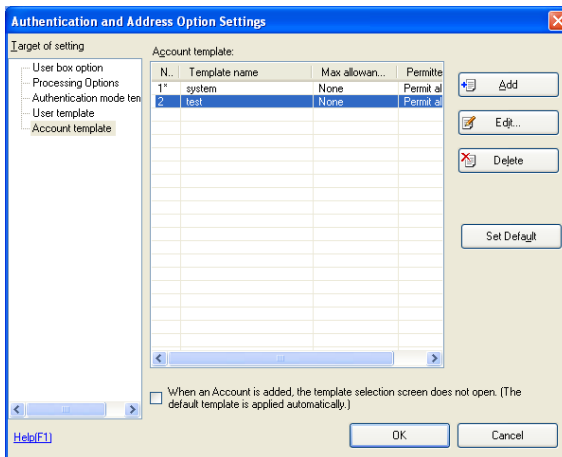 Authentication and Address Option Settings
Target of setting
User box option
Processing Options
Authentication mode ten
User template
Account template
Account template:
N.. Template name Max allowan... Permitte
1* system None Permit al
2 test None Permit al
Add
Edit...
Delete
Set Default
When an Account is added, the template selection screen does not open. (The
default template is applied automatically.)
Help(F1)
OK
Cancel